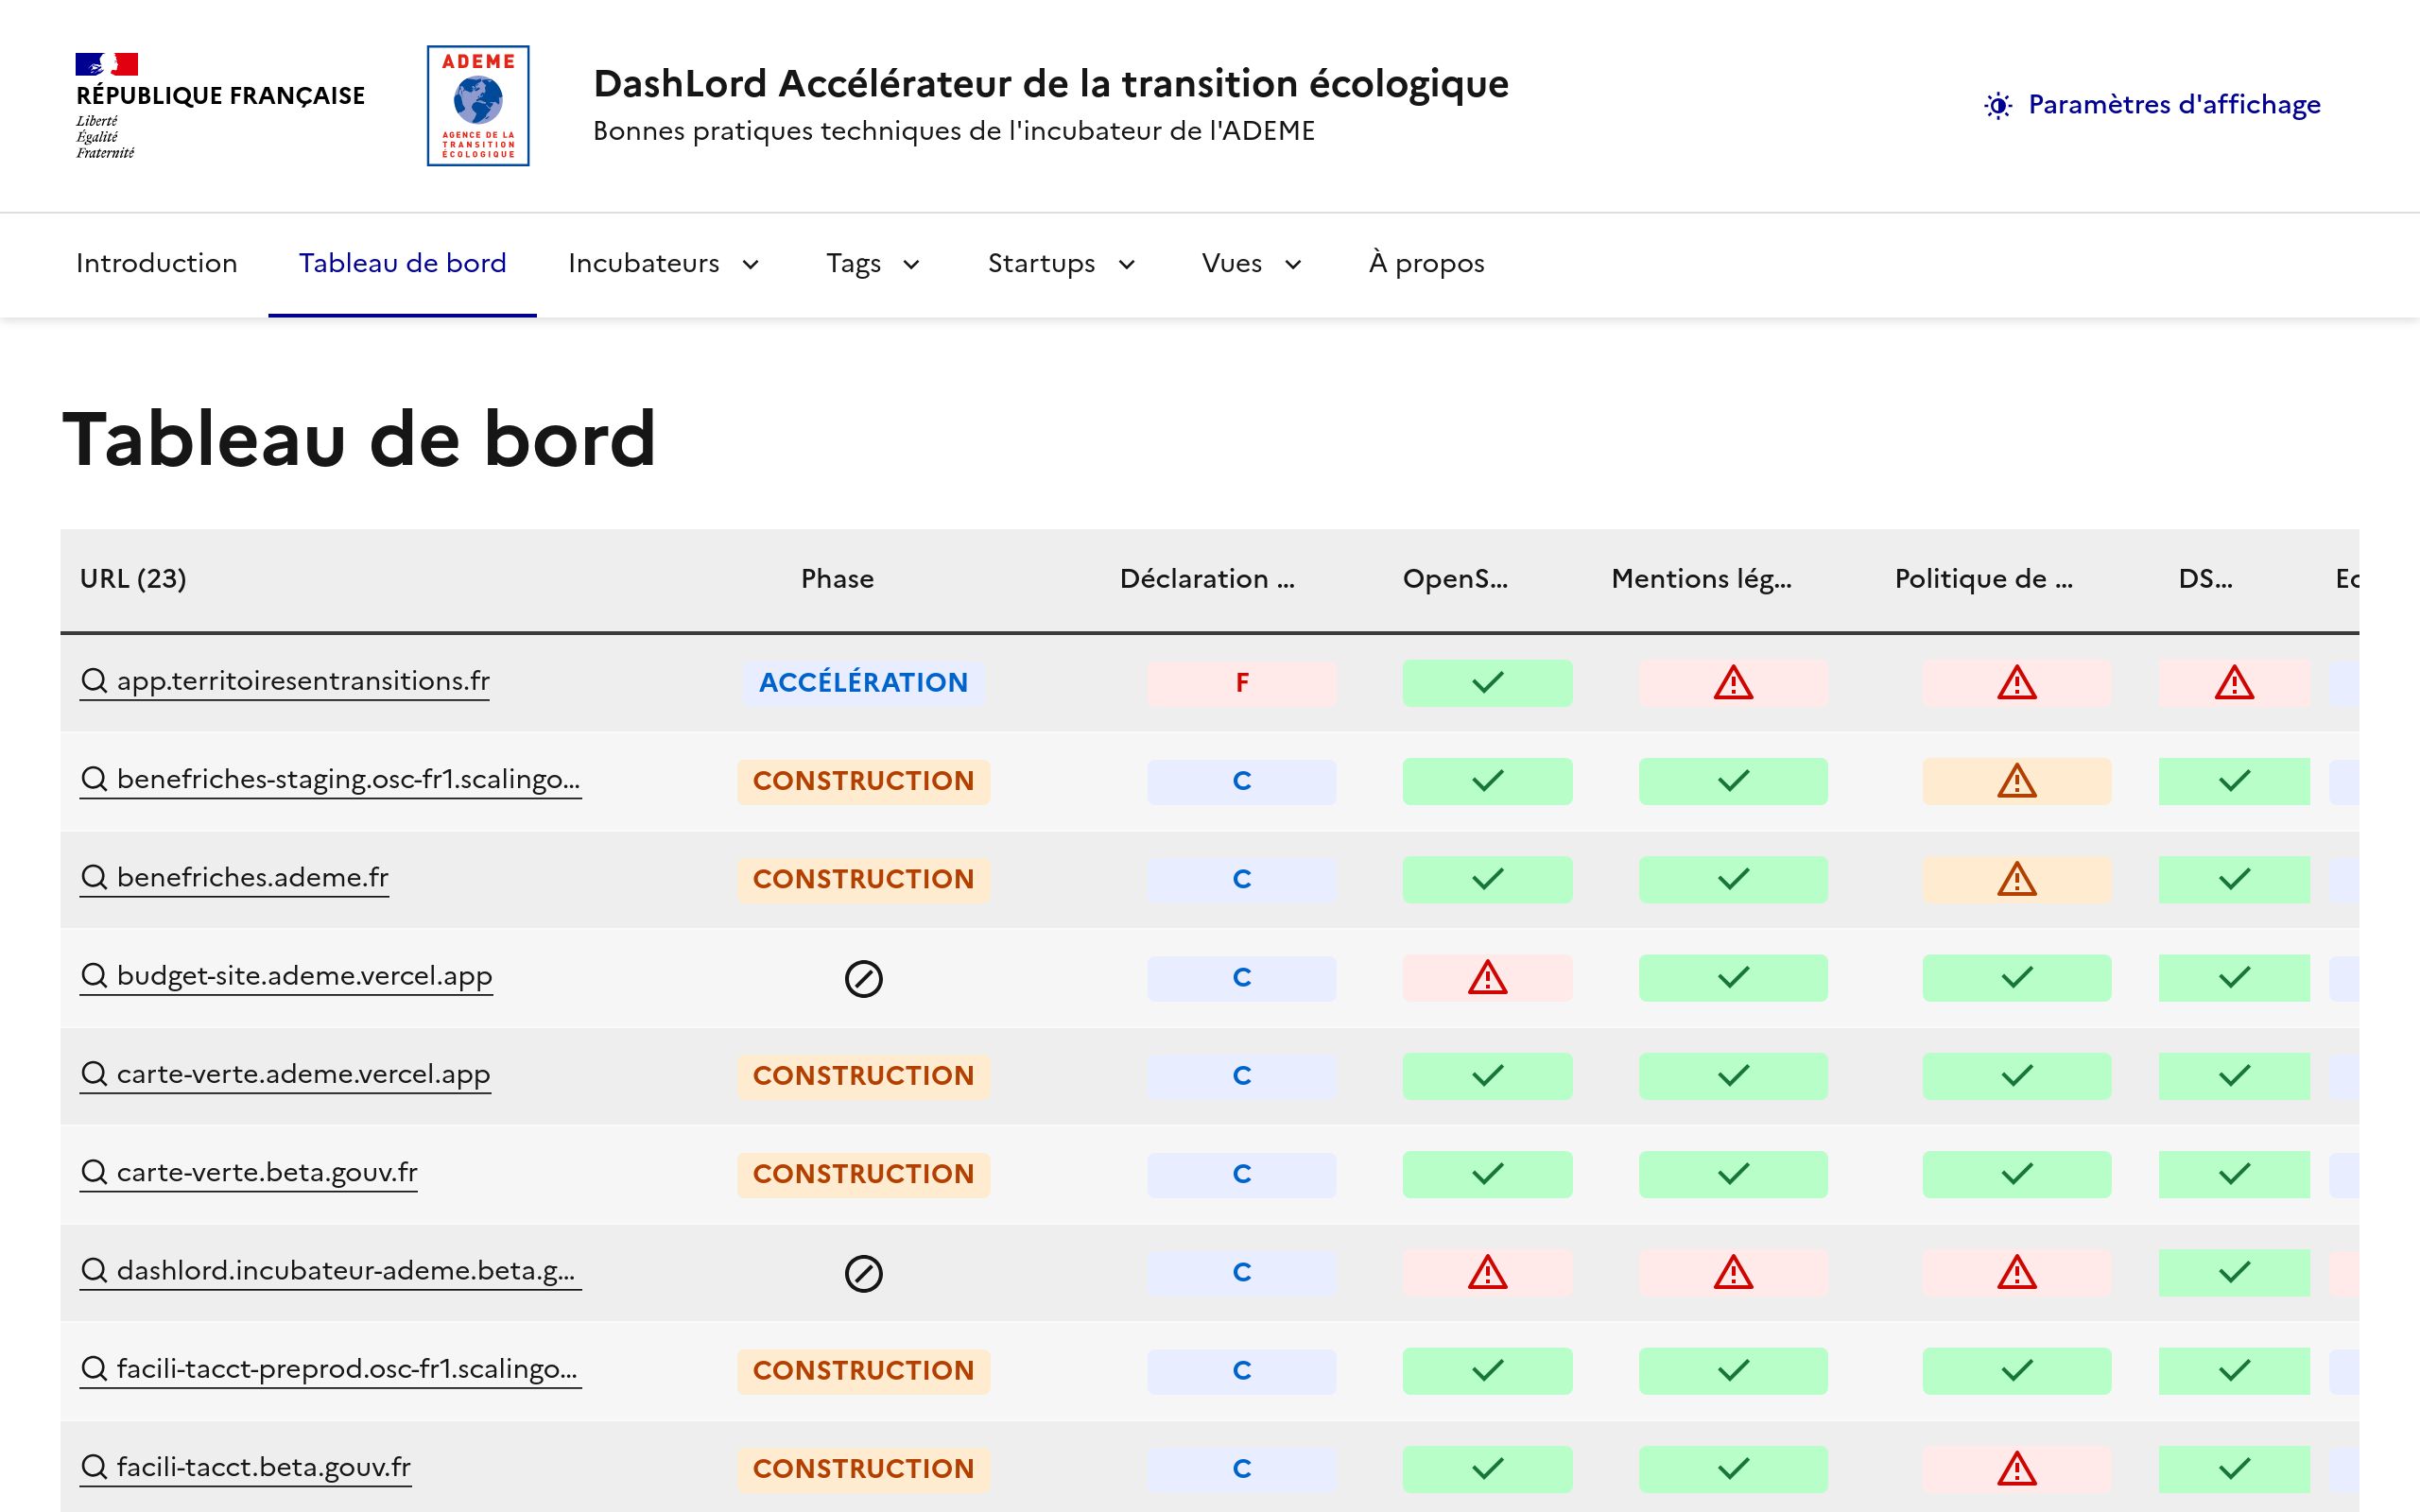 RÉPUBLIQUE FRANÇAISE
Liberté
Égalité
Fraternité
ADEME
AGENCE DE LA
TRANSITION
ÉCOLOGIQUE
DashLord Accélérateur de la transition écologique
Bonnes pratiques techniques de l'incubateur de l'ADEME
Paramètres d'affichage
Introduction Tableau de bord Incubateurs Tags Startups Vues À propos
Tableau de bord
URL (23) Phase Déclaration ... OpenS... Mentions lég... Politique de ... DS... Ec
app.territoiresentransitions.fr ACCÉLÉRATION F
benefriches-staging.osc-fr1.scalingo... CONSTRUCTION C
benefriches.ademe.fr CONSTRUCTION C
budget-site.ademe.vercel.app C
carte-verte.ademe.vercel.app CONSTRUCTION C
carte-verte.beta.gouv.fr CONSTRUCTION C
dashlord.incubateur-ademe.beta.g... C
facili-tacct-preprod.osc-fr1.scalingo... CONSTRUCTION C
facili-tacct.beta.gouv.fr CONSTRUCTION C